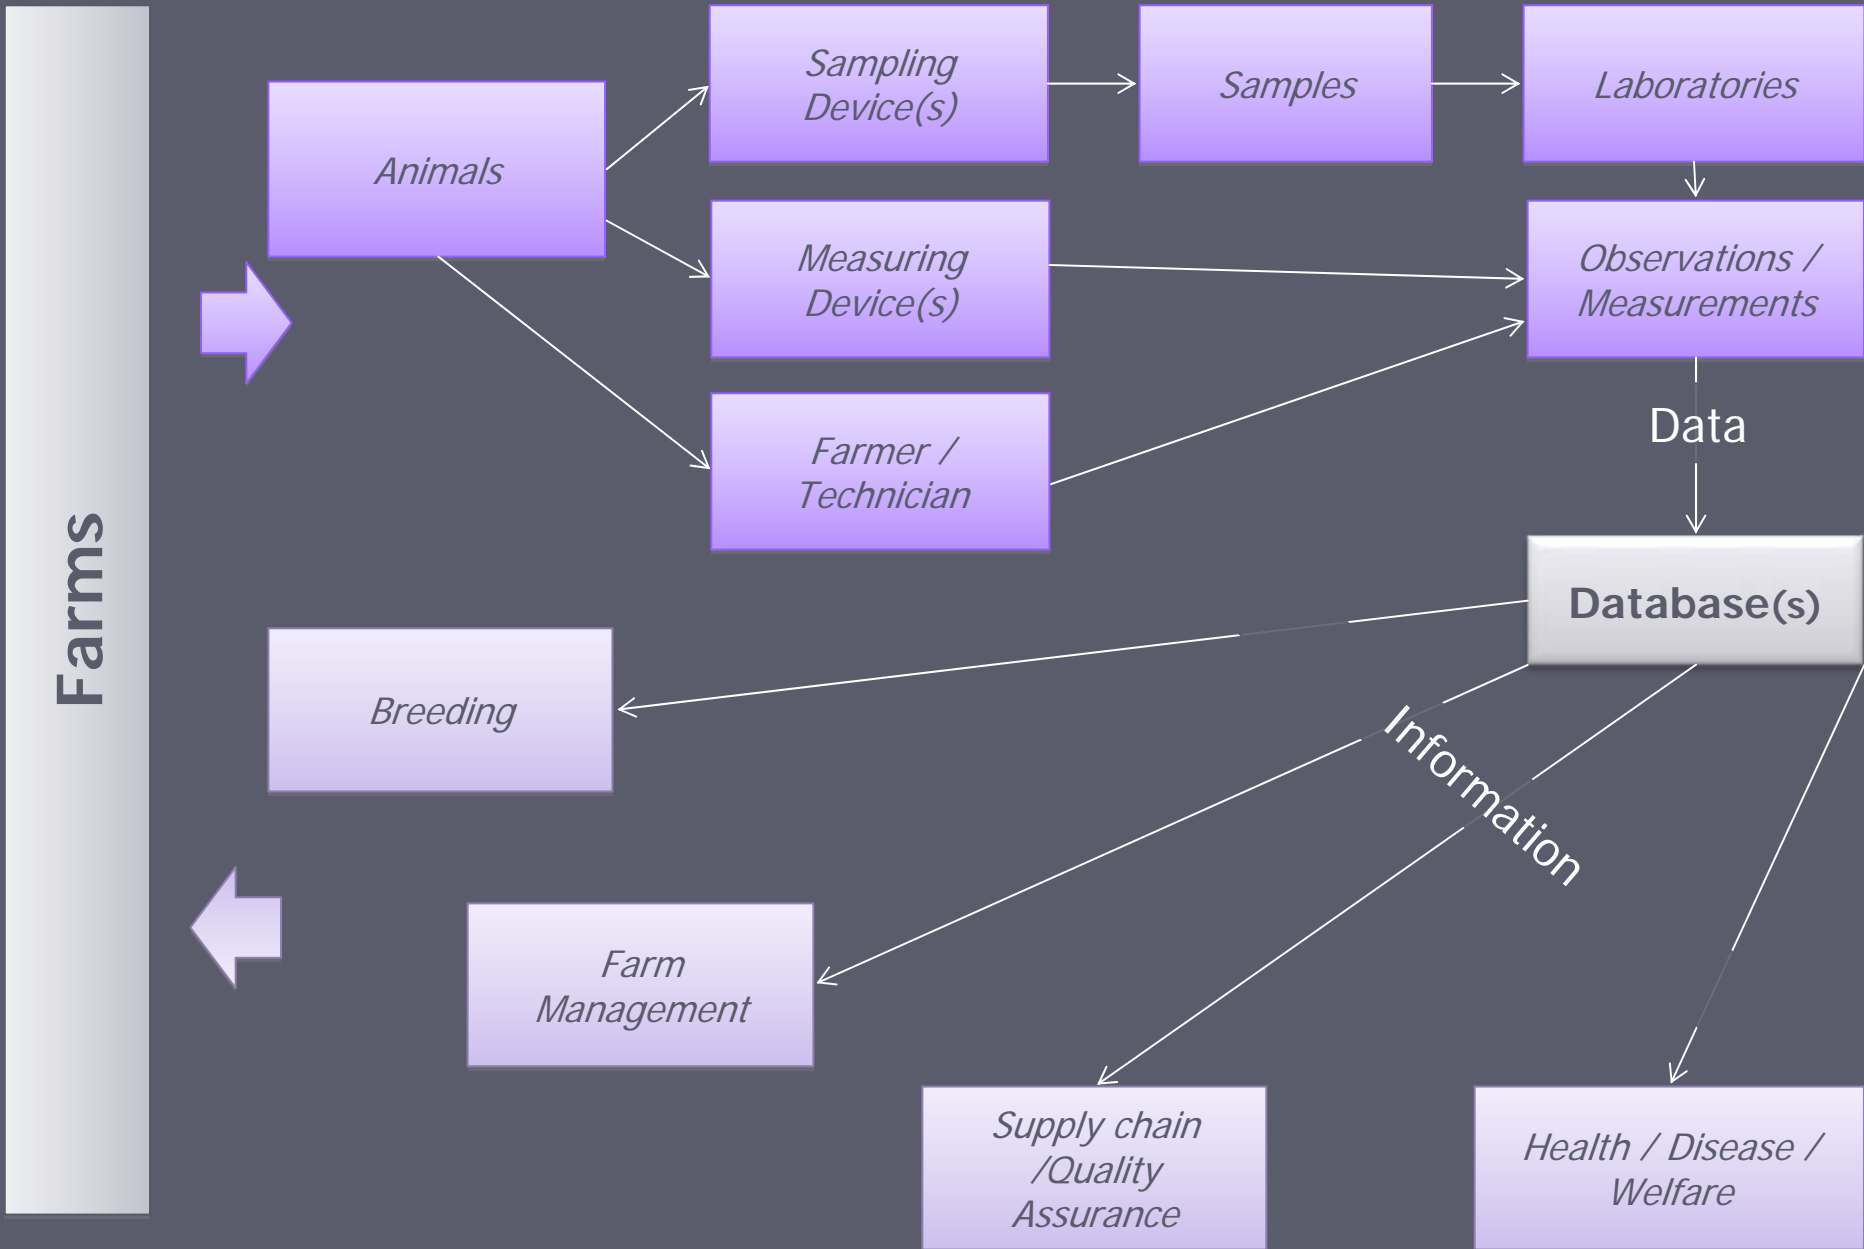 Farms
Animals
Sampling
Device(s)
Samples
Laboratories
Measuring
Device(s)
Observations /
Measurements
Farmer /
Technician
Data
Database(s)
Breeding
Information
Farm
Management
Supply chain
/Quality
Assurance
Health / Disease /
Welfare